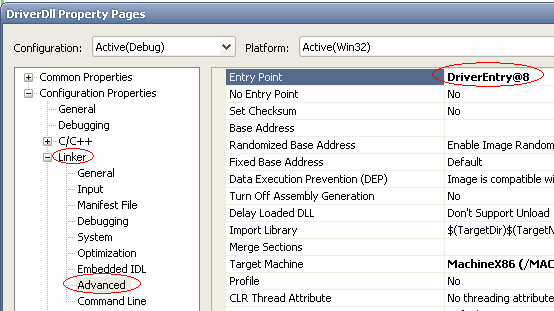 DriverDll Property Pages
Configuration: Active(Debug) Platform: Active(Win32)
Common Properties
Configuration Properties
General
Debugging
C/C++
Linker
General
Input
Manifest File
Debugging
System
Optimization
Embedded IDL
Advanced
Command Line
Entry Point DriverEntry@8
No Entry Point No
Set Checksum No
Base Address
Randomized Base Address Enable Image Random
Fixed Base Address Default
Data Execution Prevention (DEP) Image is compatible wi
Turn Off Assembly Generation No
Delay Loaded DLL Don't Support Unload
Import Library $(TargetDir)$(TargetN
Merge Sections
Target Machine MachineX86 (/MAC
Profile No
CLR Thread Attribute No threading attribute